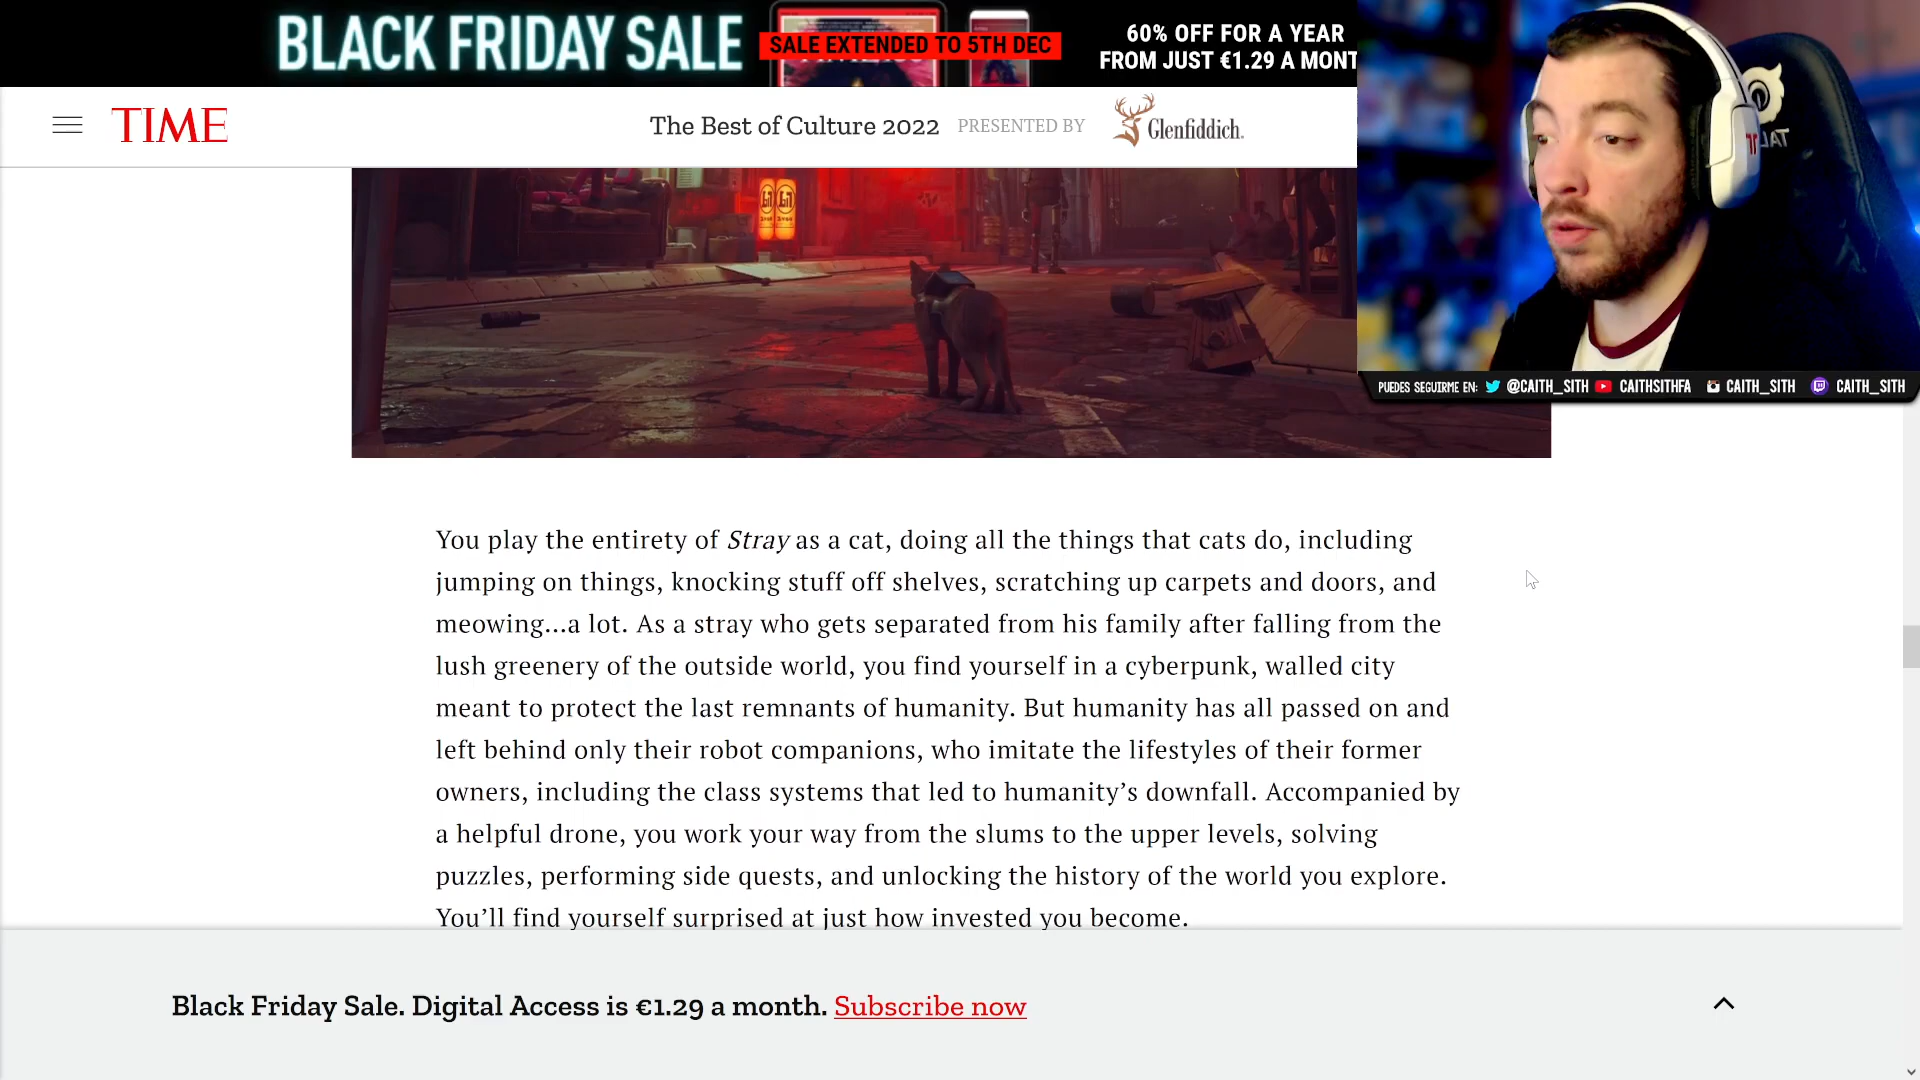 BLACK FRIDAY SALE
SALE EXTENDED TO 5TH DEC
60% OFF FOR A YEAR
FROM JUST €1.29 A MONT
TIME
The Best of Culture 2022 PRESENTED BY Glenfiddich.
PUEDES SEGUIRME EN: @CAITH_SITH CAITHSITHFA CAITH_SITH CAITH_SITH
You play the entirety of Stray as a cat, doing all the things that cats do, including
jumping on things, knocking stuff off shelves, scratching up carpets and doors, and
meowing...a lot. As a stray who gets separated from his family after falling from the
lush greenery of the outside world, you find yourself in a cyberpunk, walled city
meant to protect the last remnants of humanity. But humanity has all passed on and
left behind only their robot companions, who imitate the lifestyles of their former
owners, including the class systems that led to humanity’s downfall. Accompanied by
a helpful drone, you work your way from the slums to the upper levels, solving
puzzles, performing side quests, and unlocking the history of the world you explore.
You’ll find yourself surprised at just how invested you become.
Black Friday Sale. Digital Access is €1.29 a month. Subscribe now